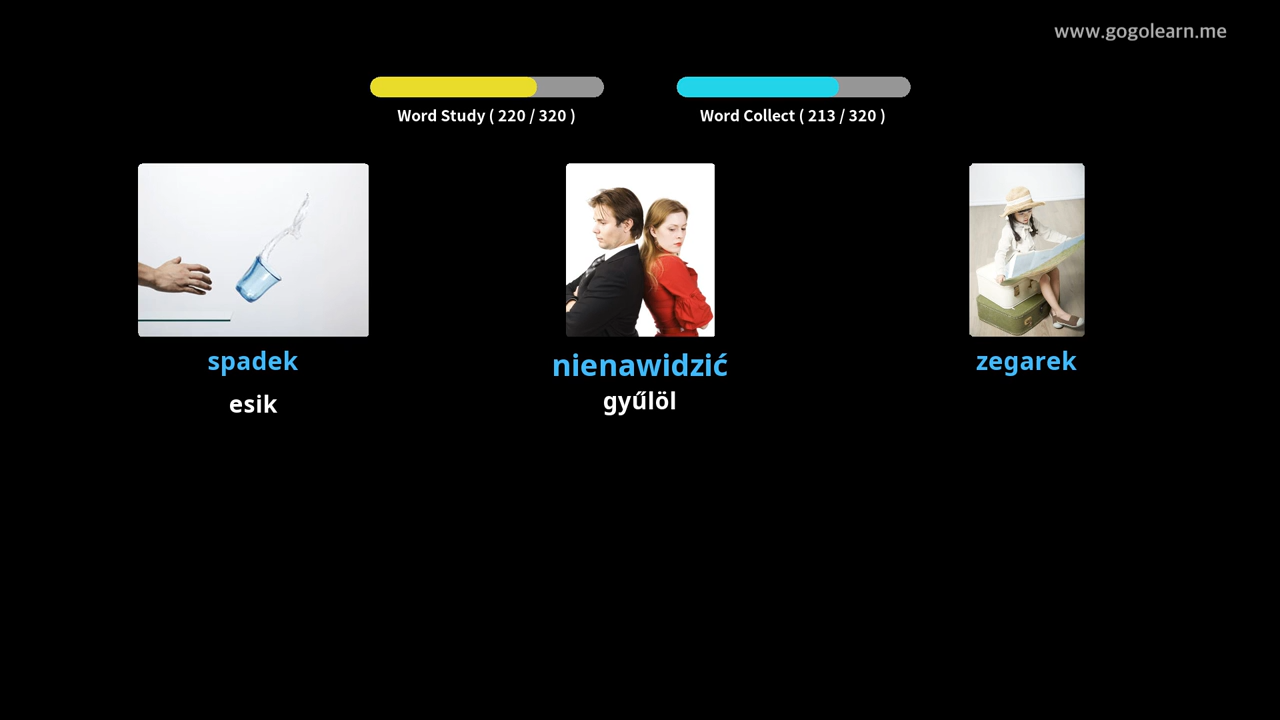 www.gogolearn.me
Word Study ( 220 / 320 )
Word Collect ( 213 / 320 )
spadek
nienawidzić
zegarek
esik
gyűlöl